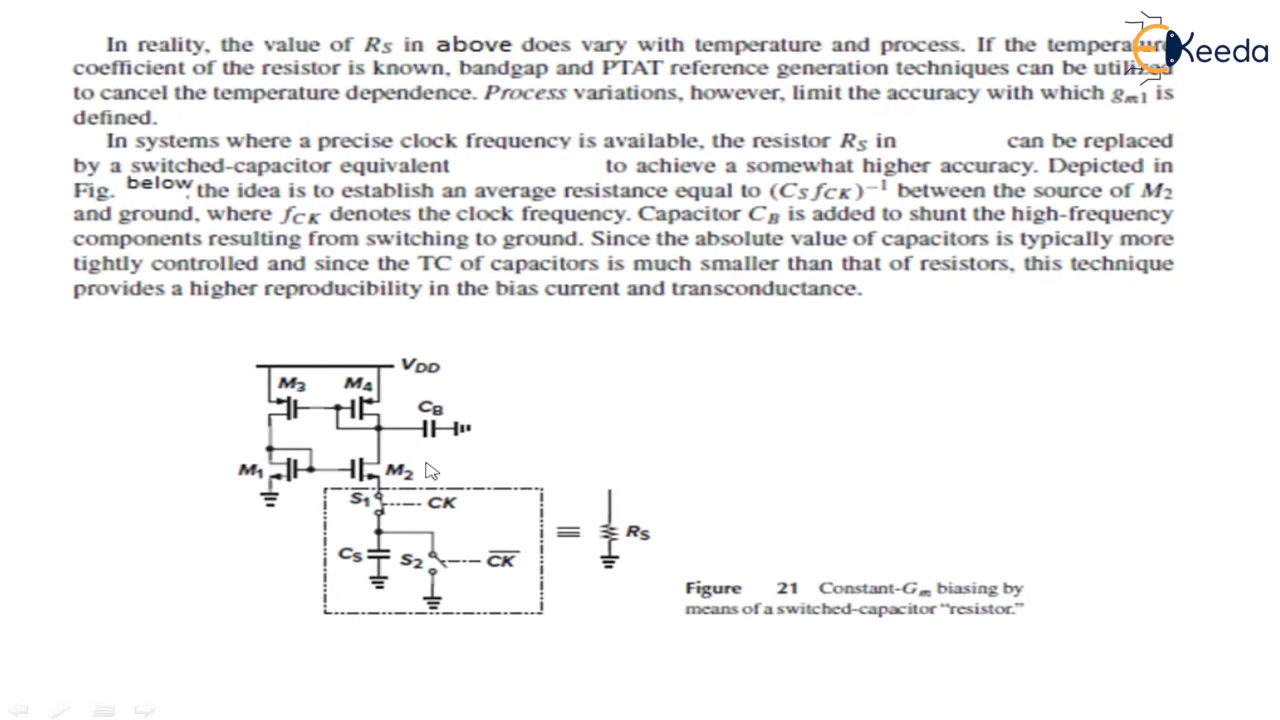 In reality, the value of RS in above does vary with temperature and process. If the temperature
coefficient of the resistor is known, bandgap and PTAT reference generation techniques can be utilized
to cancel the temperature dependence. Process variations, however, limit the accuracy with which gm1 is
defined.
In systems where a precise clock frequency is available, the resistor RS in can be replaced
by a switched-capacitor equivalent to achieve a somewhat higher accuracy. Depicted in
Fig. below, the idea is to establish an average resistance equal to (CS fCK)−1 between the source of M2
and ground, where fCK denotes the clock frequency. Capacitor CB is added to shunt the high-frequency
components resulting from switching to ground. Since the absolute value of capacitors is typically more
tightly controlled and since the TC of capacitors is much smaller than that of resistors, this technique
provides a higher reproducibility in the bias current and transconductance.
Keeda
VDD
M3 M4
CB
M1 M2
S1 CK
CS S2 CK
≡ RS
Figure 21 Constant-Gm biasing by
means of a switched-capacitor “resistor.”